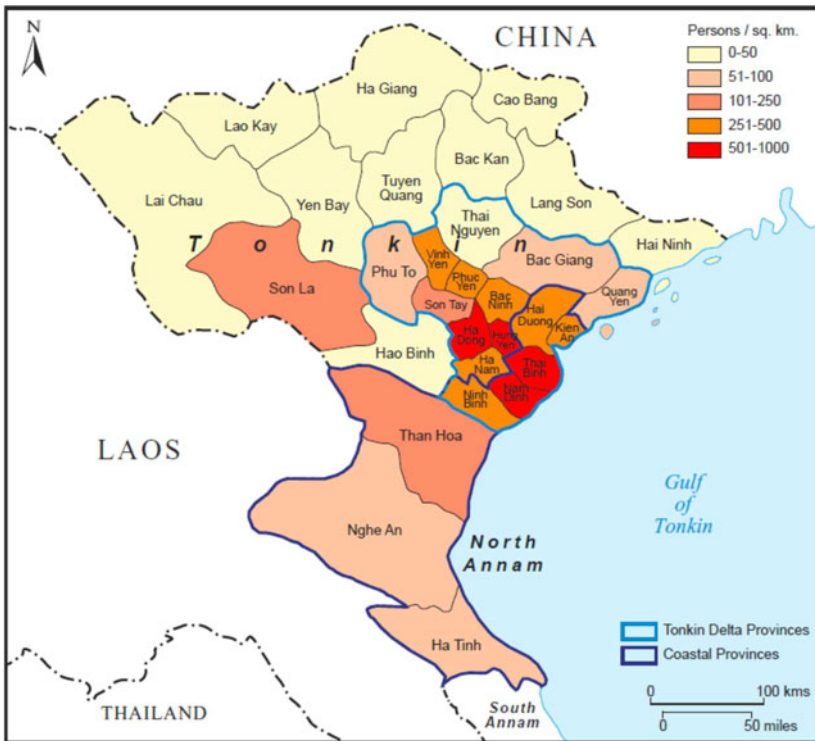 CHINA
N
Persons / sq. km.
0-50
51-100
101-250
251-500
501-1000
Ha Giang
Cao Bang
Lao Kay
Bac Kan
Tuyen
Quang
Lai Chau
Yen Bay
Lang Son
Thai
Nguyen
Hai Ninh
Tonkin
Vinh
Yen
Phu To
Phuc
Yen
Bac Giang
Quang
Yen
Son La
Son Tay
Bac
Ninh
Hai
Duong
Kien
An
Ha
Dong
Hung
Yen
Hao Binh
Ha
Nam
Thai
Binh
Ninh
Binh
Nam
Dinh
Than Hoa
LAOS
Gulf
of
Tonkin
Nghe An
North
Annam
Ha Tinh
Tonkin Delta Provinces
Coastal Provinces
0 100 kms
0 50 miles
THAILAND
South
Annam